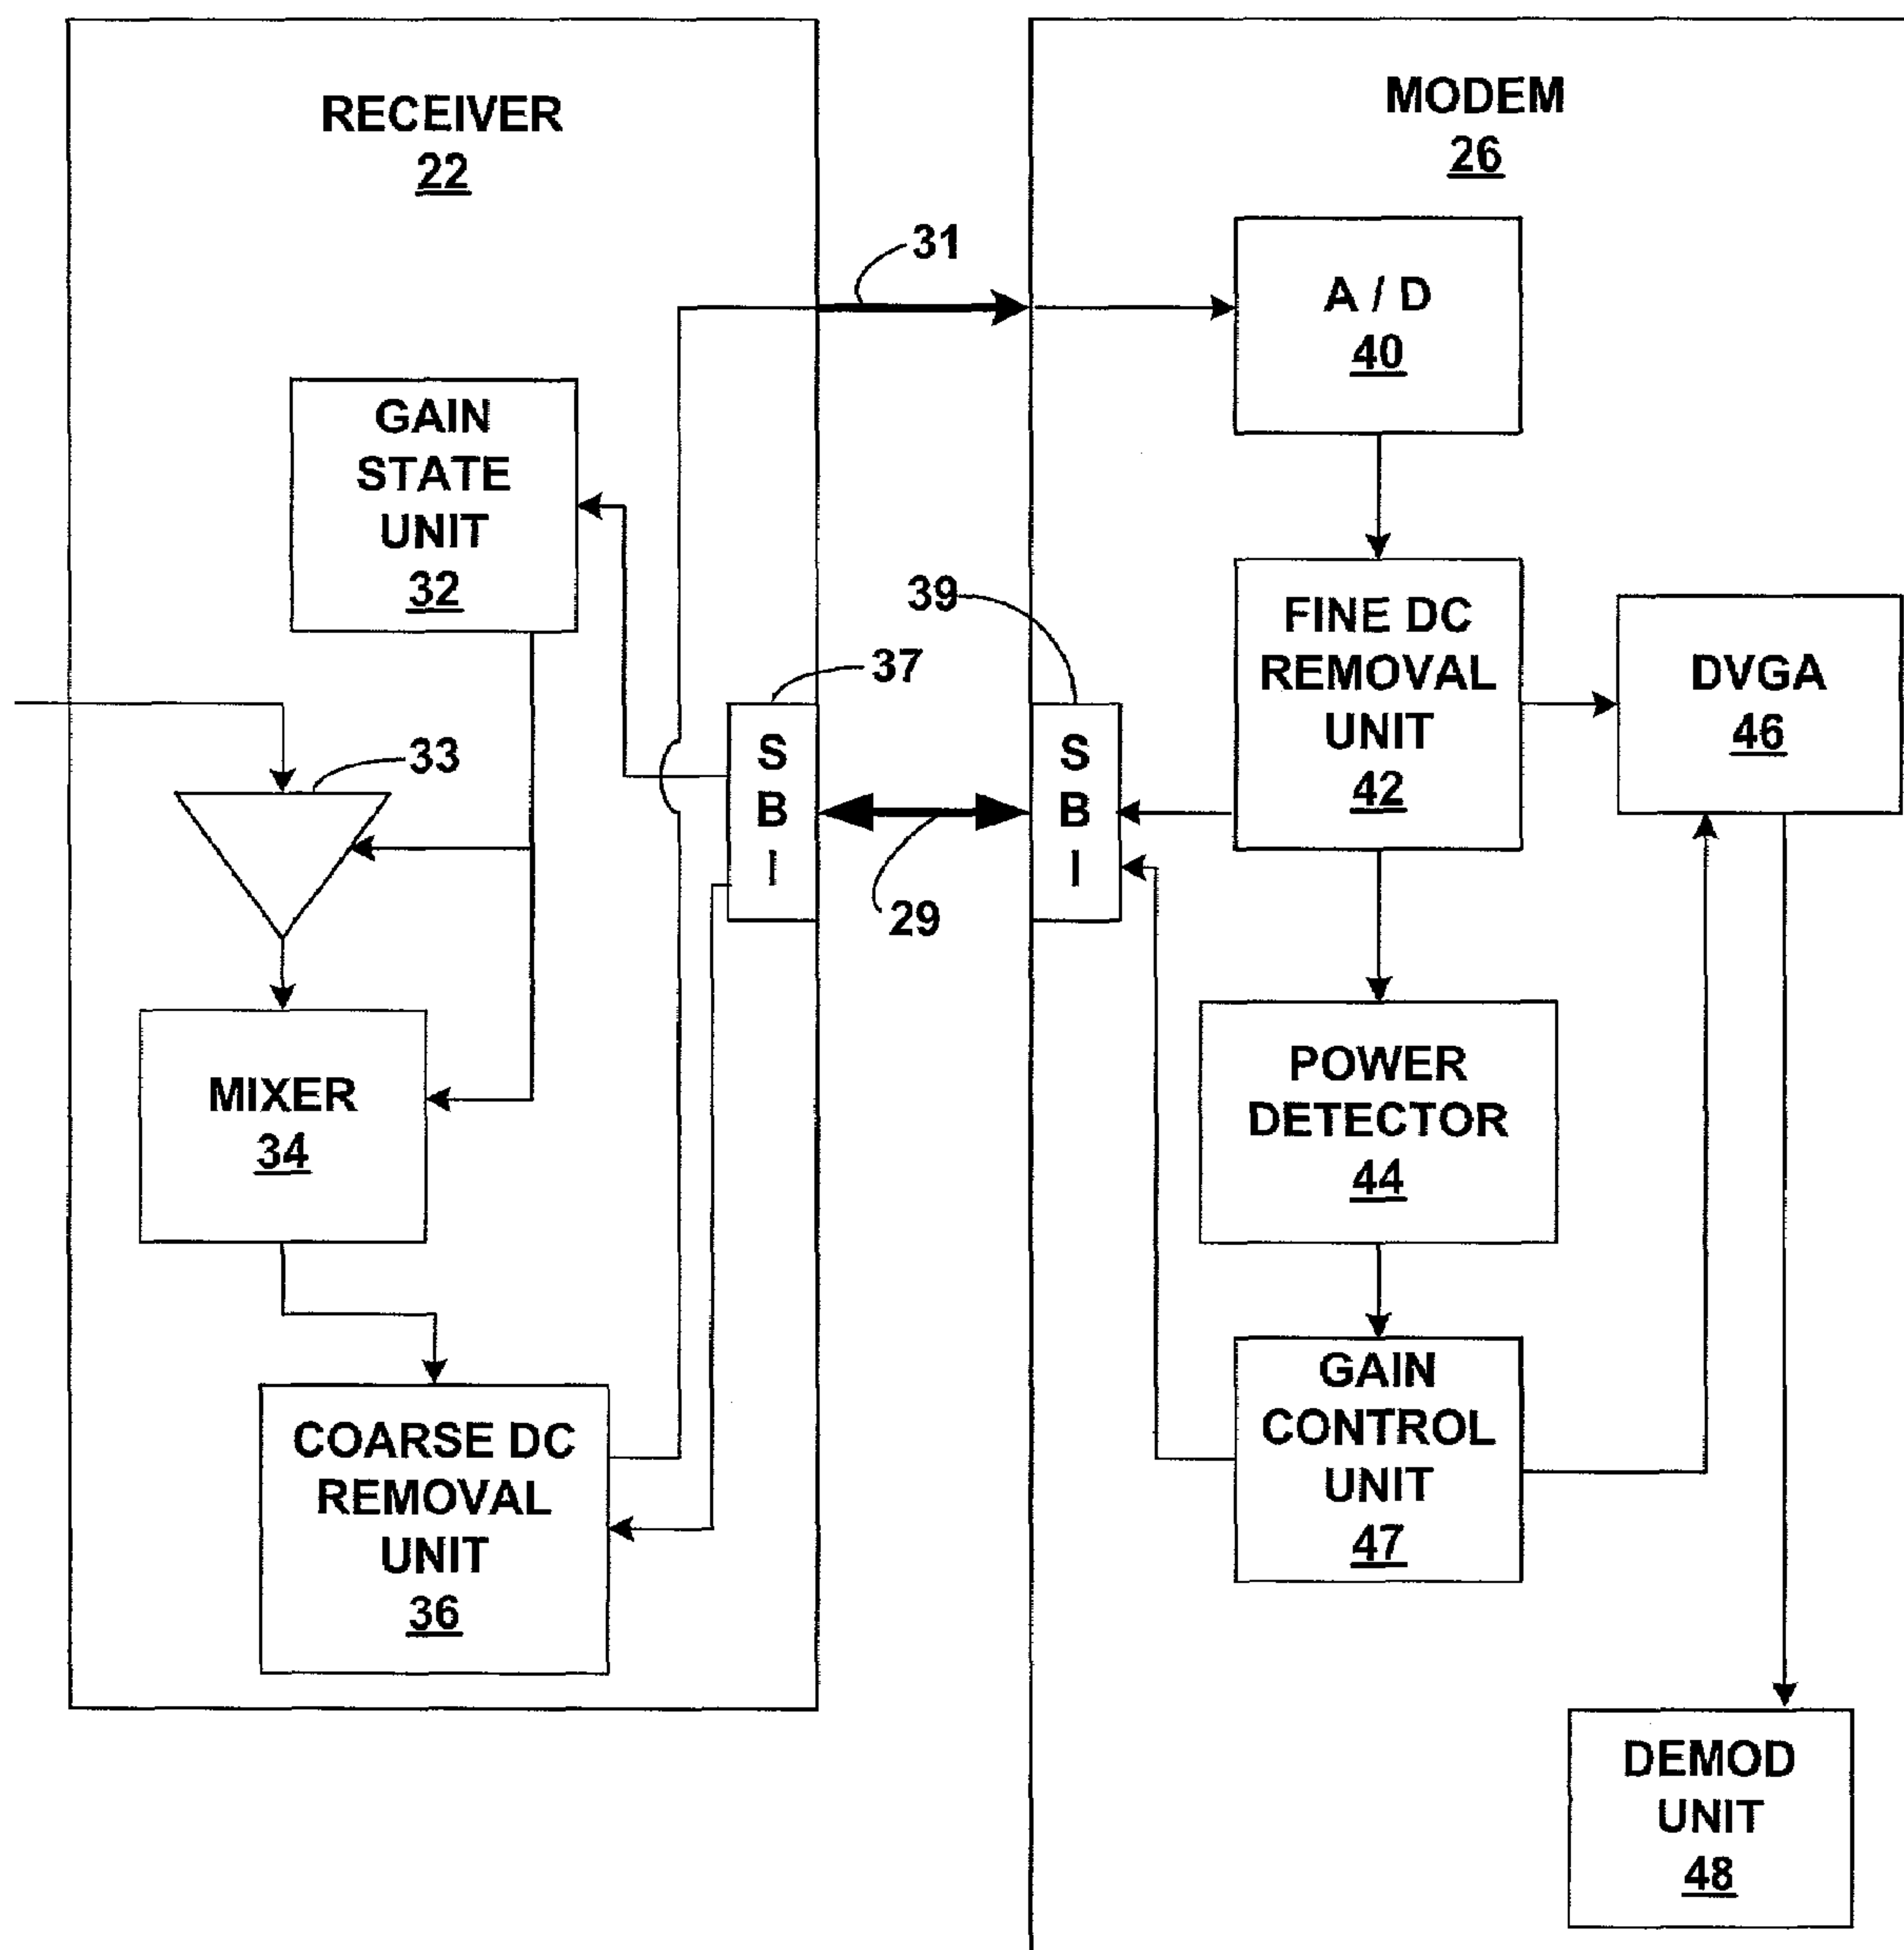 RECEIVER
22
MODEM
26
31
A / D
40
GAIN
STATE
UNIT
32
39
FINE DC
REMOVAL
UNIT
42
DVGA
46
37
33
S
B
I
S
B
I
29
MIXER
34
POWER
DETECTOR
44
COARSE DC
REMOVAL
UNIT
36
GAIN
CONTROL
UNIT
47
DEMOD
UNIT
48